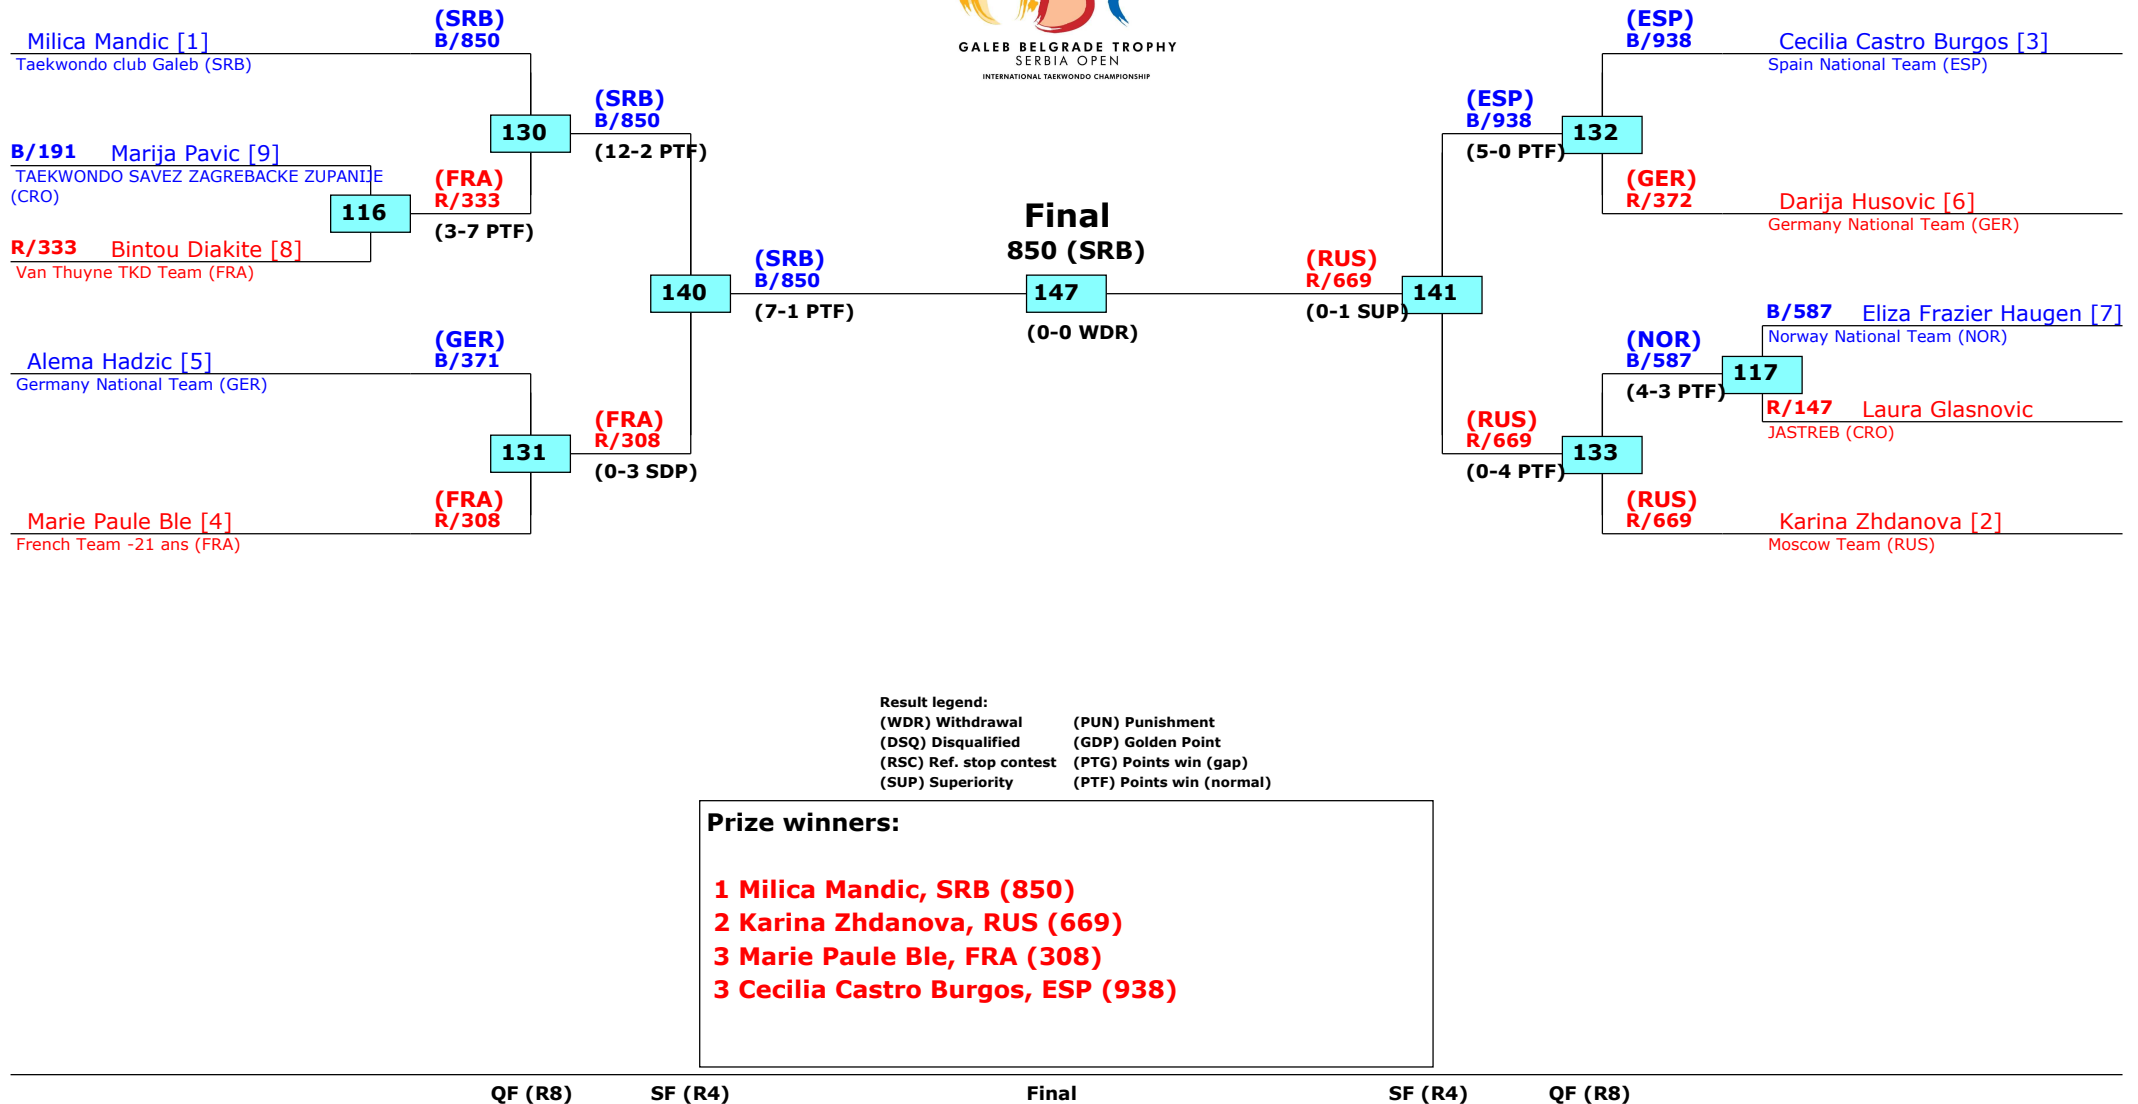 (SRB)
B/850
Milica Mandic [1]
Taekwondo club Galeb (SRB)
B/191 Marija Pavic [9]
TAEKWONDO SAVEZ ZAGREBACKE ZUPANIJE
(CRO)
116
R/333 Bintou Diakite [8]
Van Thuyne TKD Team (FRA)
(FRA)
R/333
(3-7 PTF)
130
(SRB)
B/850
(12-2 PTF)
Alema Hadzic [5]
Germany National Team (GER)
(GER)
B/371
131
(FRA)
R/308
(0-3 SDP)
Marie Paule Ble [4]
French Team -21 ans (FRA)
(FRA)
R/308
140
(SRB)
B/850
(7-1 PTF)
GALEB BELGRADE TROPHY
SERBIA OPEN
INTERNATIONAL TAEKWONDO CHAMPIONSHIP
Final
850 (SRB)
147
(0-0 WDR)
(RUS)
R/669
(0-1 SUP)
141
(ESP)
B/938
(5-0 PTF)
132
(ESP)
B/938
Cecilia Castro Burgos [3]
Spain National Team (ESP)
(GER)
R/372
Darija Husovic [6]
Germany National Team (GER)
B/587 Eliza Frazier Haugen [7]
Norway National Team (NOR)
(NOR)
B/587
(4-3 PTF)
117
R/147 Laura Glasnovic
JASTREB (CRO)
(RUS)
R/669
(0-4 PTF)
133
(RUS)
R/669
Karina Zhdanova [2]
Moscow Team (RUS)
Result legend:
(WDR) Withdrawal (PUN) Punishment
(DSQ) Disqualified (GDP) Golden Point
(RSC) Ref. stop contest (PTG) Points win (gap)
(SUP) Superiority (PTF) Points win (normal)
Prize winners:
1 Milica Mandic, SRB (850)
2 Karina Zhdanova, RUS (669)
3 Marie Paule Ble, FRA (308)
3 Cecilia Castro Burgos, ESP (938)
QF (R8) SF (R4) Final SF (R4) QF (R8)